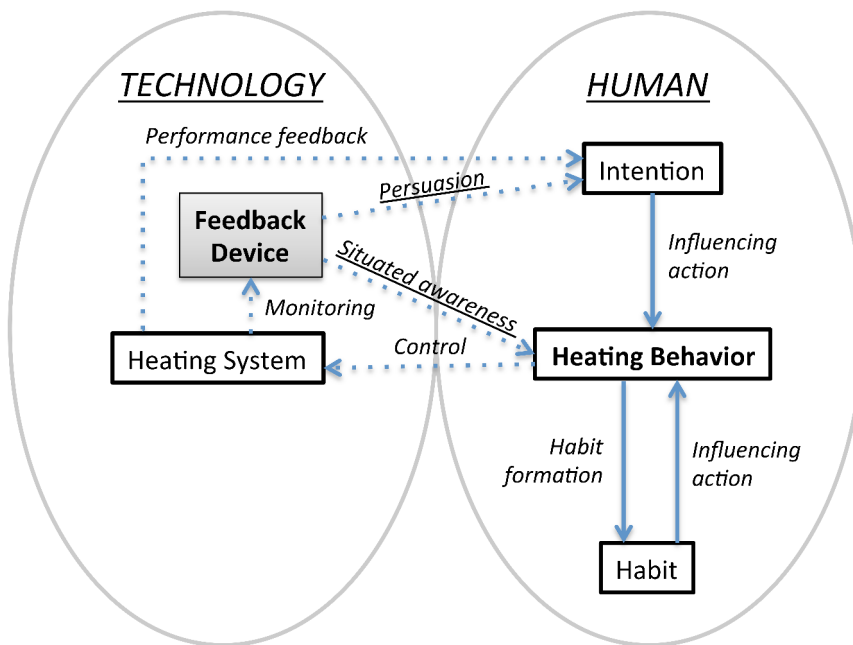 TECHNOLOGY
HUMAN
Performance feedback
Intention
Persuasion
Feedback
Device
Situated awareness
Influencing
action
Monitoring
Control
Heating System
Heating Behavior
Habit
formation
Influencing
action
Habit